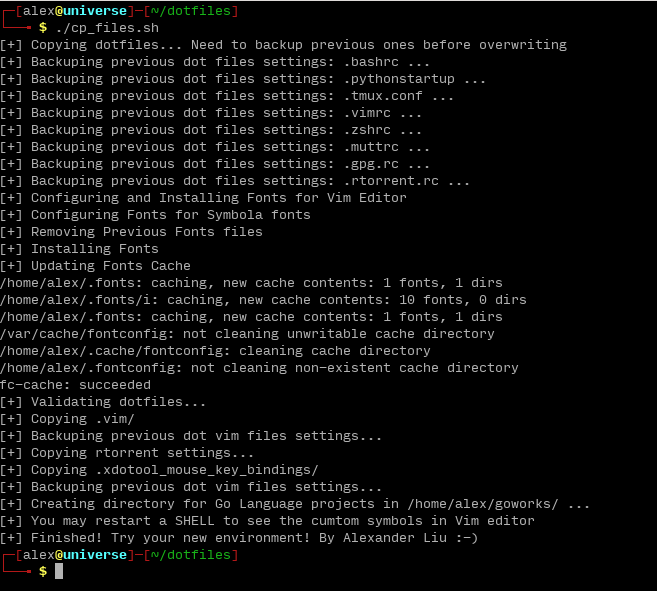 ┌─[alex@universe]─[~/dotfiles]
└──╼ $ ./cp_files.sh
[+] Copying dotfiles... Need to backup previous ones before overwriting
[+] Backuping previous dot files settings: .bashrc ...
[+] Backuping previous dot files settings: .pythonstartup ...
[+] Backuping previous dot files settings: .tmux.conf ...
[+] Backuping previous dot files settings: .vimrc ...
[+] Backuping previous dot files settings: .zshrc ...
[+] Backuping previous dot files settings: .muttrc ...
[+] Backuping previous dot files settings: .gpg.rc ...
[+] Backuping previous dot files settings: .rtorrent.rc ...
[+] Configuring and Installing Fonts for Vim Editor
[+] Configuring Fonts for Symbola fonts
[+] Removing Previous Fonts files
[+] Installing Fonts
[+] Updating Fonts Cache
/home/alex/.fonts: caching, new cache contents: 1 fonts, 1 dirs
/home/alex/.fonts/i: caching, new cache contents: 10 fonts, 0 dirs
/home/alex/.fonts: caching, new cache contents: 1 fonts, 1 dirs
/var/cache/fontconfig: not cleaning unwritable cache directory
/home/alex/.cache/fontconfig: cleaning cache directory
/home/alex/.fontconfig: not cleaning non-existent cache directory
fc-cache: succeeded
[+] Validating dotfiles...
[+] Copying .vim/
[+] Backuping previous dot vim files settings...
[+] Copying rtorrent settings...
[+] Copying .xdotool_mouse_key_bindings/
[+] Backuping previous dot vim files settings...
[+] Creating directory for Go Language projects in /home/alex/goworks/ ...
[+] You may restart a SHELL to see the cumtom symbols in Vim editor
[+] Finished! Try your new environment! By Alexander Liu :-)
┌─[alex@universe]─[~/dotfiles]
└──╼ $